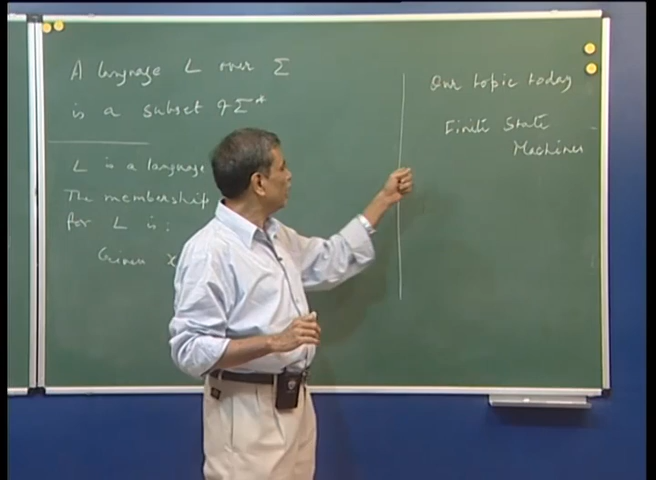 A language L over Σ
is a subset of Σ*
L is a language
The membership
for L is:
Given x
Our topic today
Finite State
Machines